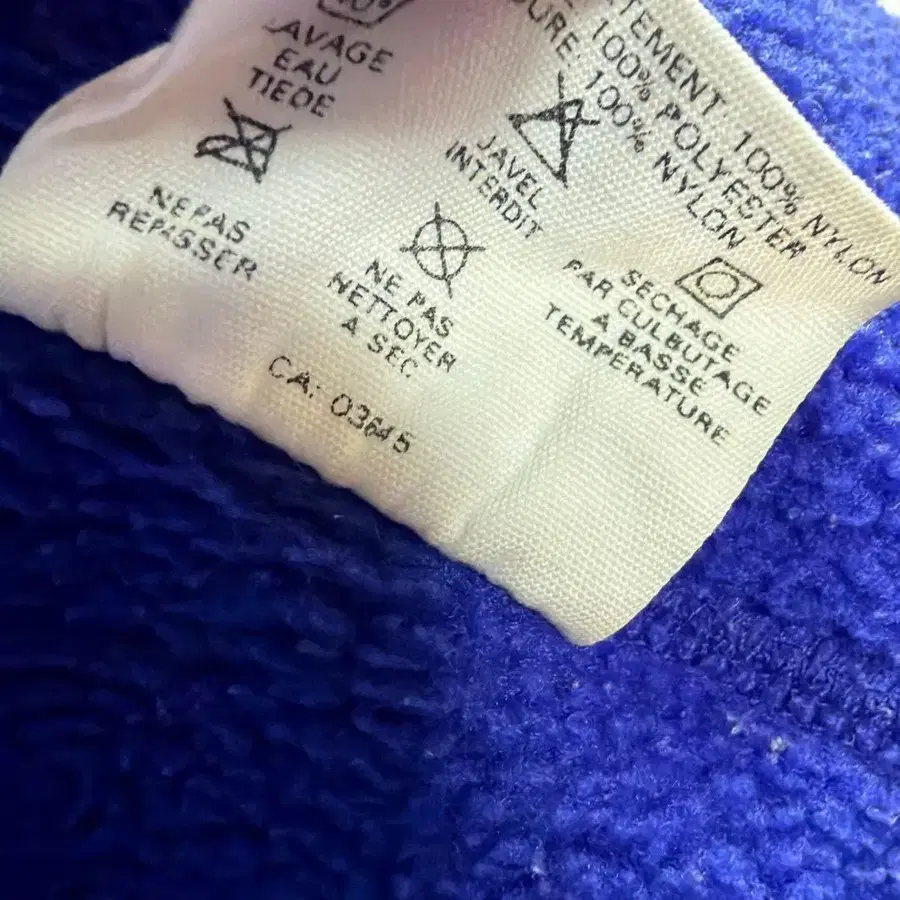 TEMENT: 100% NYLON
100% POLYESTER
URE: 100% NYLON
40°
LAVAGE
EAU
TIEDE
JAVEL
INTERDIT
SECHAGE
PAR CULBUTAGE
A BASSE
TEMPERATURE
NE PAS
REPASSER
NE PAS
NETTOYER
A SEC
CA: 03645